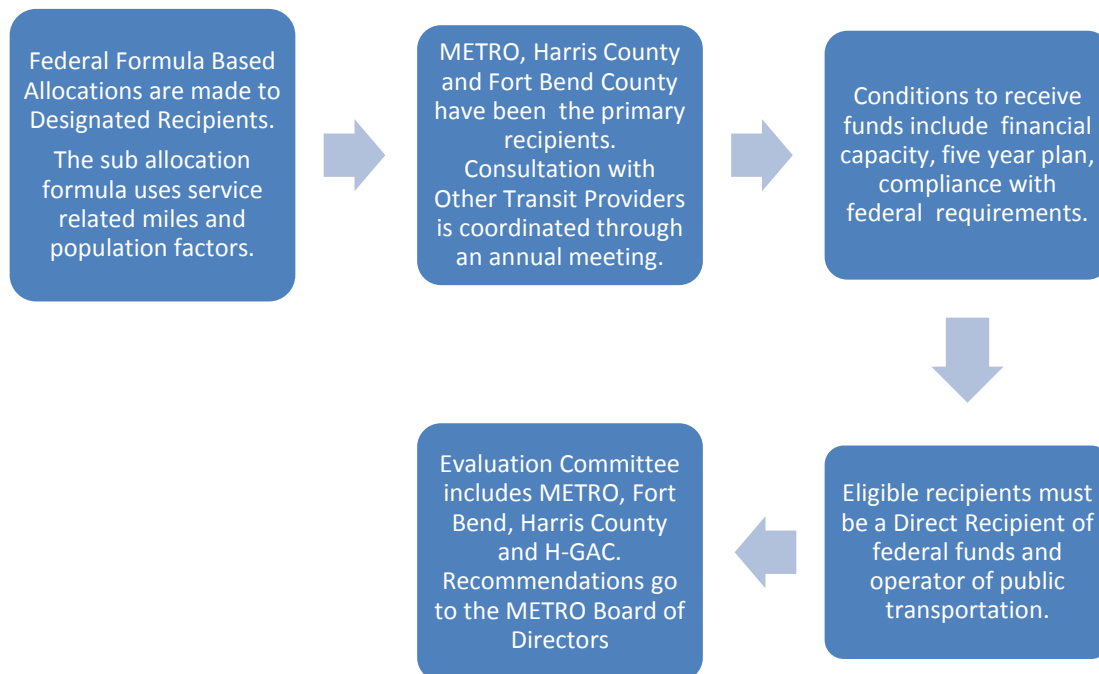 Federal Formula Based
Allocations are made to
Designated Recipients.
The sub allocation
formula uses service
related miles and
population factors.
METRO, Harris County
and Fort Bend County
have been the primary
recipients.
Consultation with
Other Transit Providers
is coordinated through
an annual meeting.
Conditions to receive
funds include financial
capacity, five year plan,
compliance with
federal requirements.
Eligible recipients must
be a Direct Recipient of
federal funds and
operator of public
transportation.
Evaluation Committee
includes METRO, Fort
Bend, Harris County
and H-GAC.
Recommendations go
to the METRO Board of
Directors